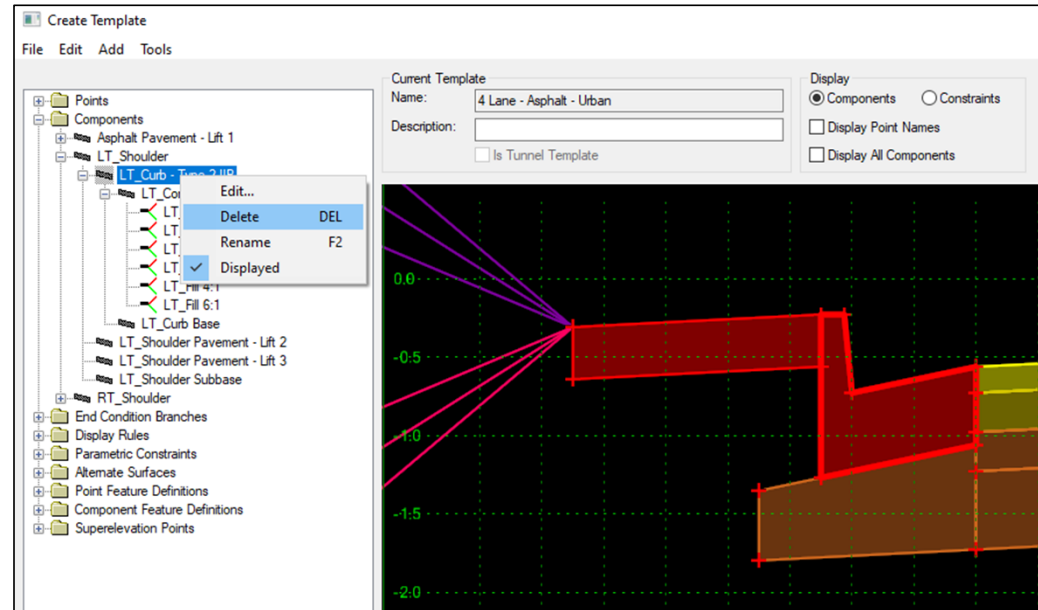 Create Template
File Edit Add Tools
Points
Components
Asphalt Pavement - Lift 1
LT_Shoulder
LT_Curb - Type 2 IIB
LT_Co
LT_
LT_
LT_
LT_
LT_Fill 4:1
LT_Fill 6:1
LT_Curb Base
LT_Shoulder Pavement - Lift 2
LT_Shoulder Pavement - Lift 3
LT_Shoulder Subbase
RT_Shoulder
End Condition Branches
Display Rules
Parametric Constraints
Alternate Surfaces
Point Feature Definitions
Component Feature Definitions
Superelevation Points
Edit...
Delete DEL
Rename F2
Displayed
Current Template
Name: 4 Lane - Asphalt - Urban
Description:
Is Tunnel Template
Display
Components Constraints
Display Point Names
Display All Components
0.0
-0.5
-1.0
-1.5
-2.0